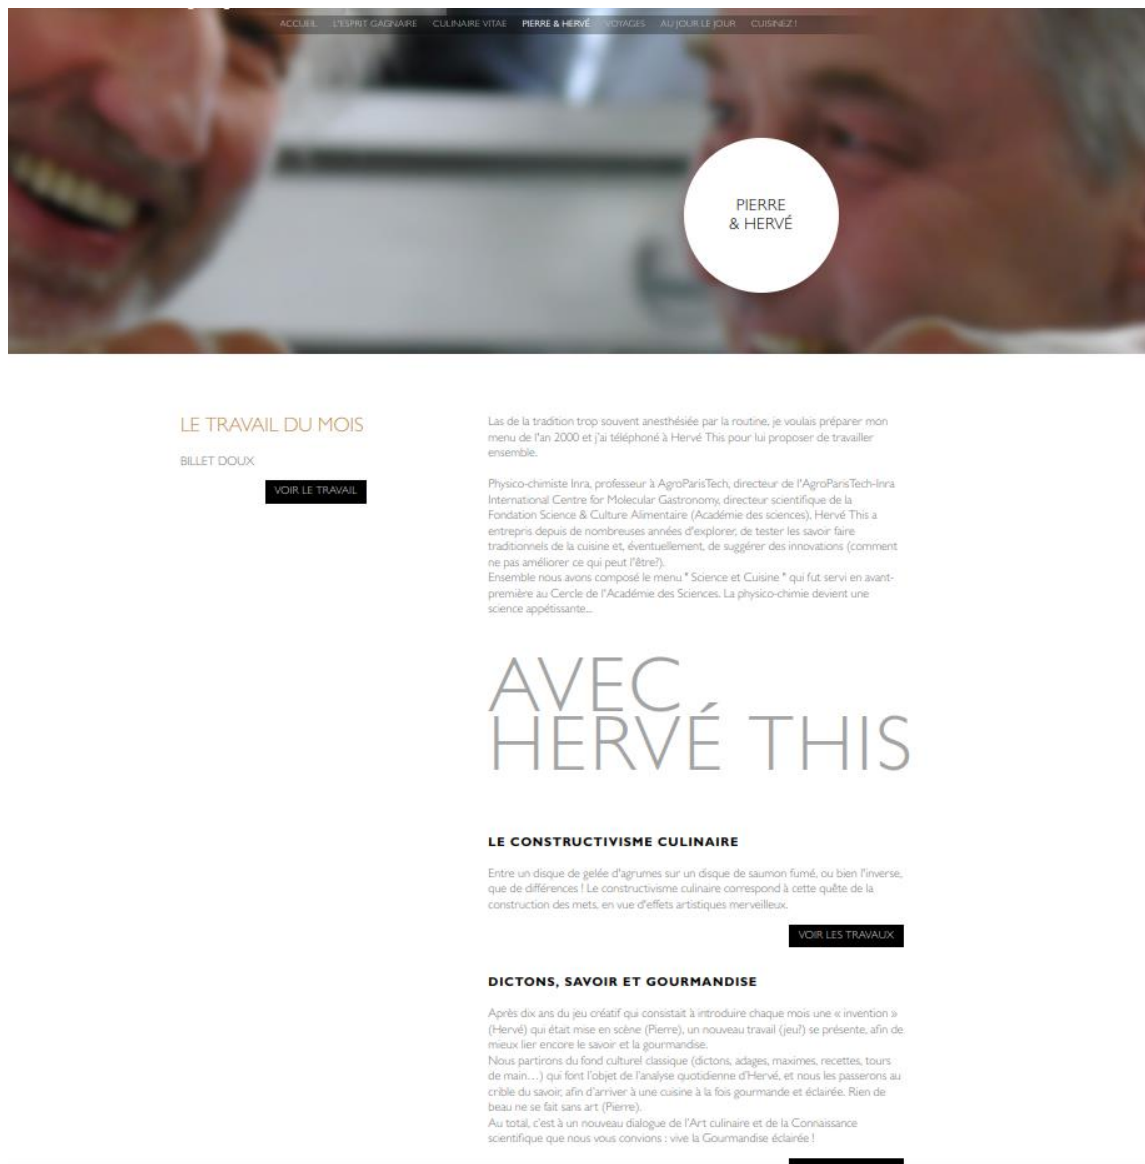 ACCUEIL L'ESPRIT GAGNAIRE CULINAIRE VITAE PIERRE & HERVÉ VOYAGES AU JOUR LE JOUR CUISINEZ !
PIERRE
& HERVÉ
LE TRAVAIL DU MOIS
BILLET DOUX
VOIR LE TRAVAIL
Las de la tradition trop souvent anesthésiée par la routine, je voulais préparer mon
menu de l'an 2000 et j'ai téléphoné à Hervé This pour lui proposer de travailler
ensemble.
Physico-chimiste Inra, professeur à AgroParisTech, directeur de l'AgroParisTech-Inra
International Centre for Molecular Gastronomy, directeur scientifique de la
Fondation Science & Culture Alimentaire (Académie des sciences), Hervé This a
entrepris depuis de nombreuses années d'explorer, de tester les savoir faire
traditionnels de la cuisine et, éventuellement, de suggérer des innovations (comment
ne pas améliorer ce qui peut l'être?).
Ensemble nous avons composé le menu " Science et Cuisine " qui fut servi en avant-
première au Cercle de l'Académie des Sciences. La physico-chimie devient une
science appétissante...
AVEC
HERVÉ THIS
LE CONSTRUCTIVISME CULINAIRE
Entre un disque de gelée d'agrumes sur un disque de saumon fumé, ou bien l'inverse,
que de différences ! Le constructivisme culinaire correspond à cette quête de la
construction des mets, en vue d'effets artistiques merveilleux.
VOIR LES TRAVAUX
DICTONS, SAVOIR ET GOURMANDISE
Après dix ans du jeu créatif qui consistait à introduire chaque mois une « invention »
(Hervé) qui était mise en scène (Pierre), un nouveau travail (jeu?) se présente, afin de
mieux lier encore le savoir et la gourmandise.
Nous partirons du fond culturel classique (dictons, adages, maximes, recettes, tours
de main…) qui font l'objet de l'analyse quotidienne d'Hervé, et nous les passerons au
crible du savoir, afin d'arriver à une cuisine à la fois gourmande et éclairée. Rien de
beau ne se fait sans art (Pierre).
Au total, c'est à un nouveau dialogue de l'Art culinaire et de la Connaissance
scientifique que nous vous convions : vive la Gourmandise éclairée !